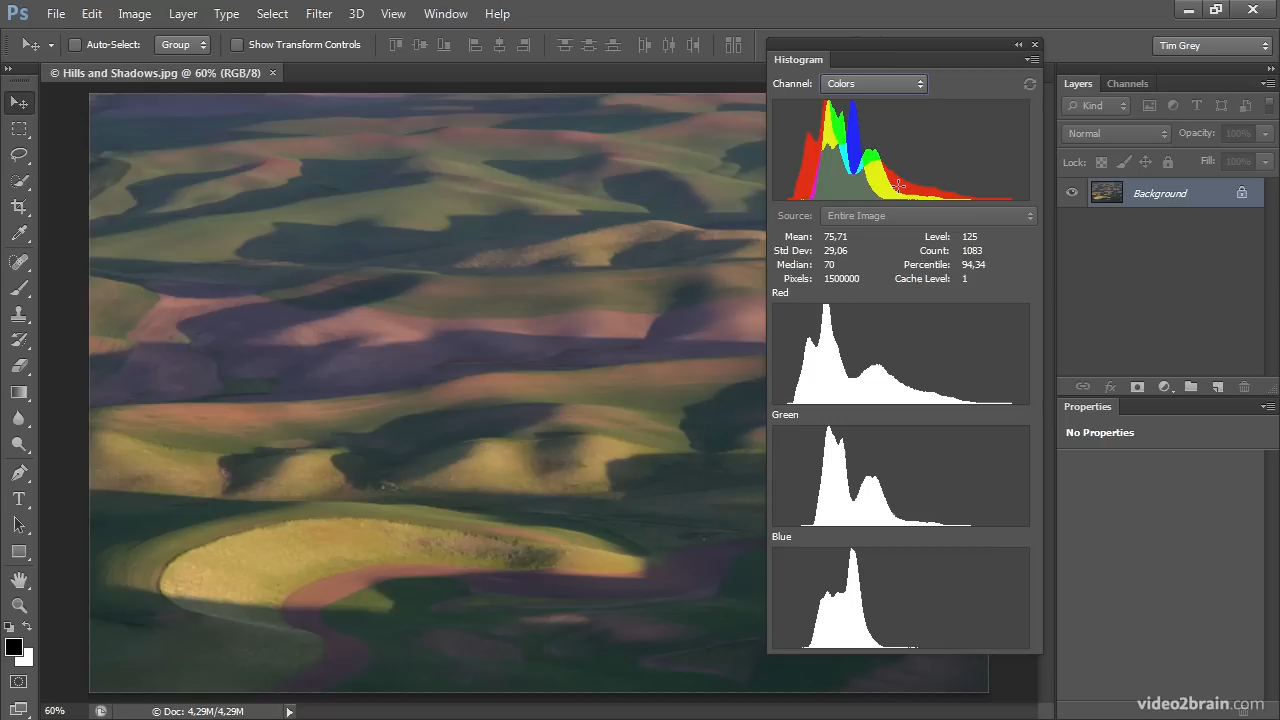 Ps File Edit Image Layer Type Select Filter 3D View Window Help
Auto-Select: Group Show Transform Controls
Tim Grey
© Hills and Shadows.jpg @ 60% (RGB/8) ×
Histogram
Channel: Colors
Source: Entire Image
Mean: 75,71 Level: 125
Std Dev: 29,06 Count: 1083
Median: 70 Percentile: 94,34
Pixels: 1500000 Cache Level: 1
Red
Green
Blue
Layers Channels
Kind
Normal Opacity: 100%
Lock: Fill: 100%
Background
Properties
No Properties
60% © Doc: 4,29M/4,29M
video2brain.com